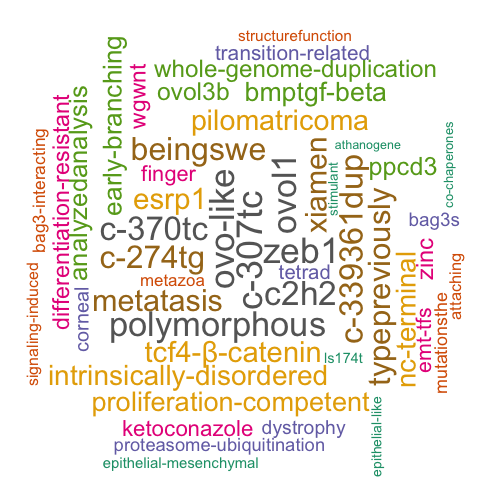 structurefunction
transition-related
whole-genome-duplication
ovol3b
bmptgf-beta
early-branching
wgwnt
pilomatricoma
athanogene
co-chaperones
differentiation-resistant
analyzedanalysis
bag3-interacting
beingswe
finger
esrp1
ovo-like
ovol1
xiamen
stimulant
c-339361dup
ppcd3
bag3s
c-370tc
c-274tg
c-307tc
zeb1
zinc
attaching
tetrad
metazoa
c2h2
corneal
signaling-induced
metatasis
polymorphous
typepreviously
nc-terminal
emt-tfs
mutationsthe
tcf4-β-catenin
ls174t
intrinsically-disordered
proliferation-competent
epithelial-like
ketoconazole
dystrophy
proteasome-ubiquitination
epithelial-mesenchymal